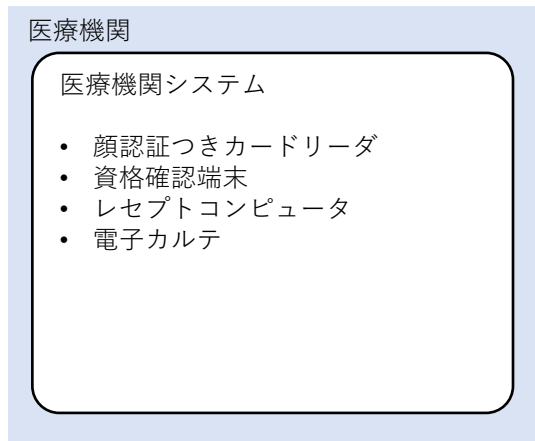 医療機関
医療機関システム
• 顔認証つきカードリーダ
• 資格確認端末
• レセプトコンピュータ
• 電子カルテ